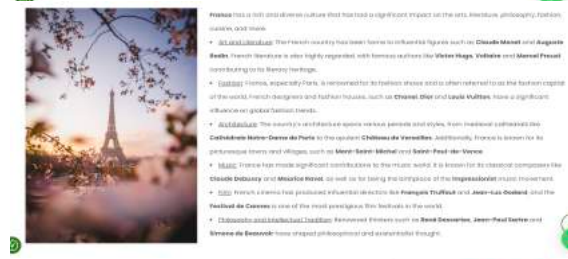 France has a rich and diverse culture that has had a significant impact on the arts, literature, philosophy, fashion,
cuisine, and more.
• Art and Literature: The French country has been home to influential figures such as Claude Monet and Auguste
Rodin. French literature is also highly regarded, with famous authors like Victor Hugo, Voltaire and Marcel Proust
contributing to its literary heritage.
• Fashion: France, especially Paris, is renowned for its fashion shows and is often referred to as the fashion capital
of the world. French designers and fashion houses, such as Chanel, Dior and Louis Vuitton, have a significant
influence on global fashion trends.
• Architecture: The country's architecture spans various periods and styles, from medieval cathedrals like
Cathédrale Notre-Dame de Paris to the opulent Château de Versailles. Additionally, France is known for its
picturesque towns and villages, such as Mont-Saint-Michel and Saint-Paul-de-Vence.
• Music: France has made significant contributions to the music world. It is known for its classical composers like
Claude Debussy and Maurice Ravel, as well as for being the birthplace of the Impressionist music movement.
• Film: French cinema has produced influential directors like François Truffaut and Jean-Luc Godard and the
Festival de Cannes is one of the most prestigious film festivals in the world.
• Philosophy and Intellectual Tradition: Renowned thinkers such as René Descartes, Jean-Paul Sartre and
Simone de Beauvoir have shaped philosophical and existentialist thought.